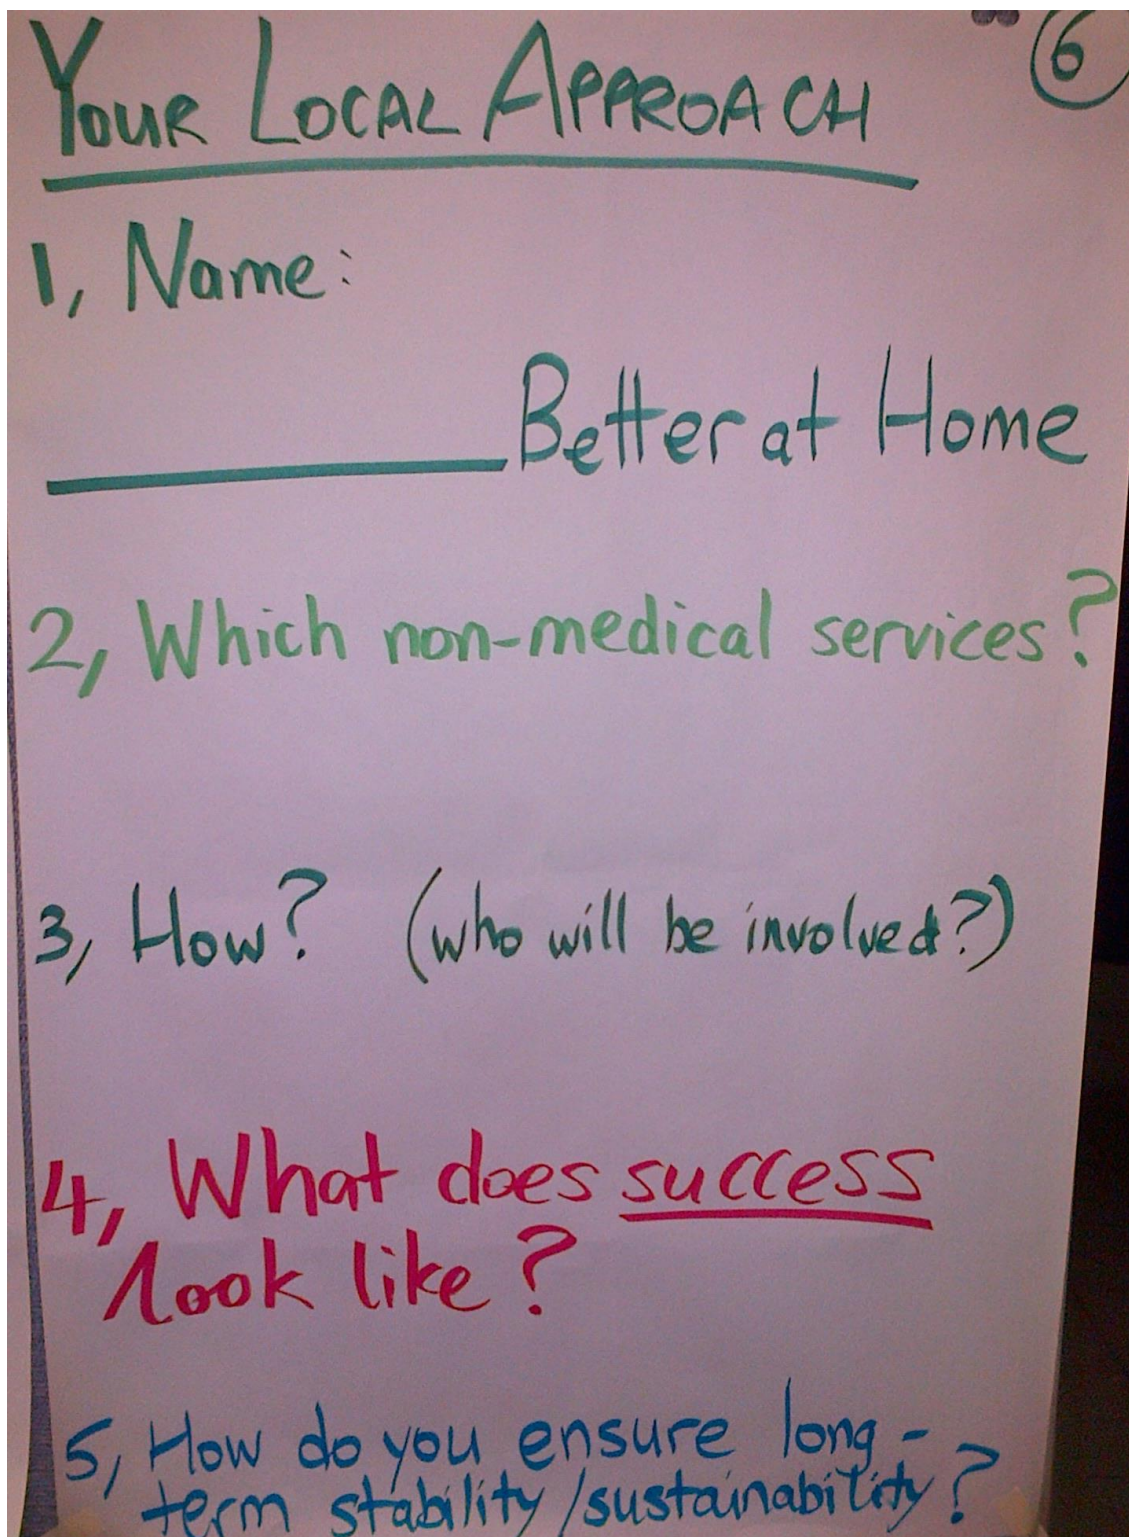 YOUR LOCAL APPROACH
6
1, Name:
Better at Home
2, Which non-medical services?
3, How? (who will be involved?)
4, What does success
look like?
5, How do you ensure long-
term stability/sustainability?